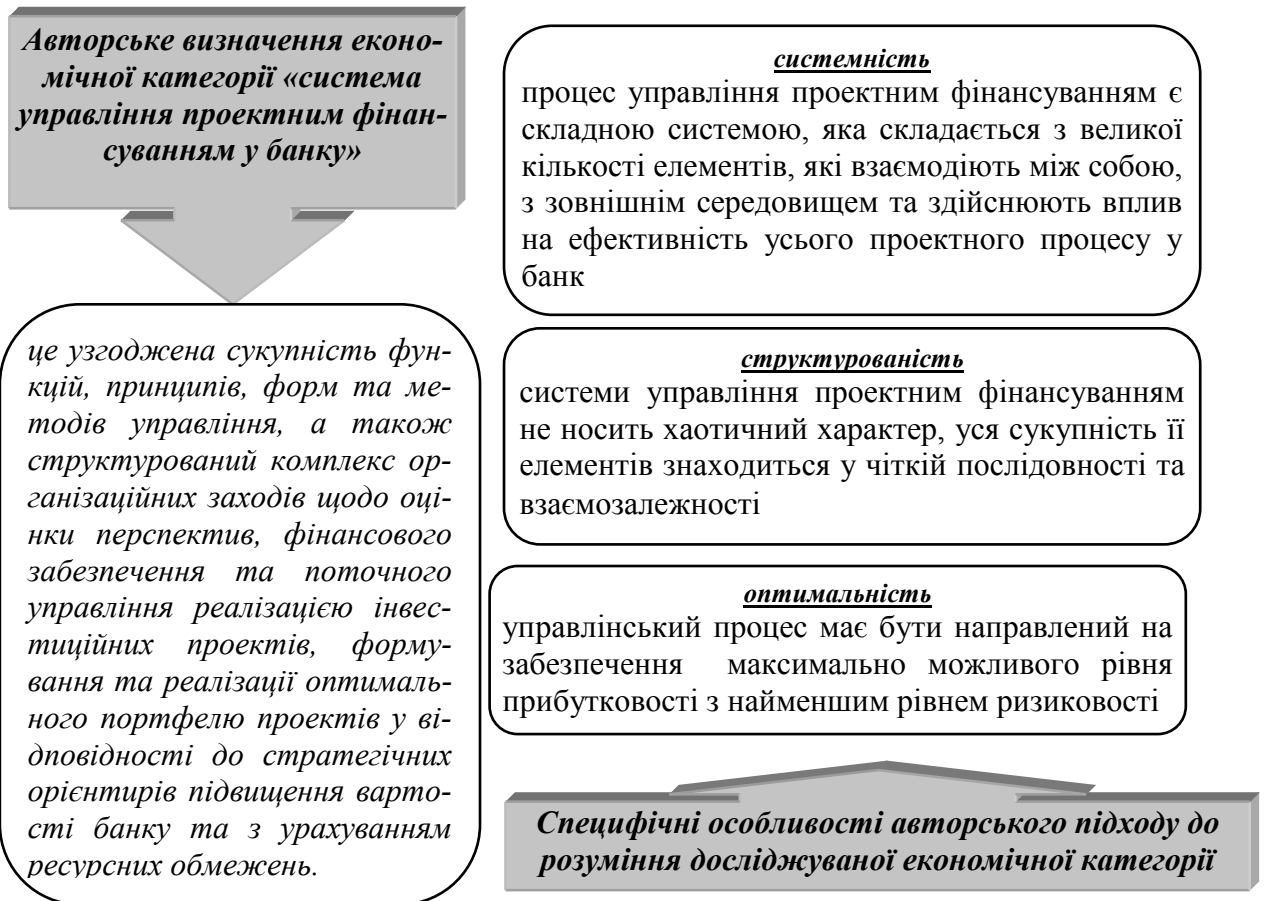 Авторське визначення еконо-
мічної категорії «система
управління проектним фінан-
суванням у банку»
це узгоджена сукупність фун-
кцій, принципів, форм та ме-
тодів управління, а також
структурований комплекс ор-
ганізаційних заходів щодо оці-
нки перспектив, фінансового
забезпечення та поточного
управління реалізацією інвес-
тиційних проектів, форму-
вання та реалізації оптималь-
ного портфелю проектів у ві-
дповідності до стратегічних
орієнтирів підвищення варто-
сті банку та з урахуванням
ресурсних обмежень.
системність
процес управління проектним фінансуванням є
складною системою, яка складається з великої
кількості елементів, які взаємодіють між собою,
з зовнішнім середовищем та здійснюють вплив
на ефективність усього проектного процесу у
банк
структурованість
системи управління проектним фінансуванням
не носить хаотичний характер, уся сукупність її
елементів знаходиться у чіткій послідовності та
взаємозалежності
оптимальність
управлінський процес має бути направлений на
забезпечення максимально можливого рівня
прибутковості з найменшим рівнем ризиковості
Специфічні особливості авторського підходу до
розуміння досліджуваної економічної категорії